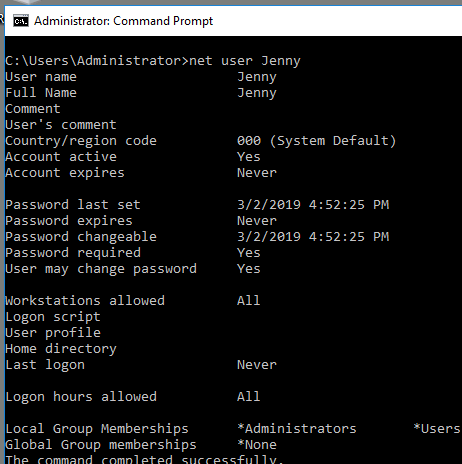 Administrator: Command Prompt
C:\Users\Administrator>net user Jenny
User name                    Jenny
Full Name                    Jenny
Comment
User's comment
Country/region code          000 (System Default)
Account active               Yes
Account expires              Never
Password last set            3/2/2019 4:52:25 PM
Password expires             Never
Password changeable          3/2/2019 4:52:25 PM
Password required            Yes
User may change password     Yes
Workstations allowed         All
Logon script
User profile
Home directory
Last logon                   Never
Logon hours allowed          All
Local Group Memberships      *Administrators       *Users
Global Group memberships     *None
The command completed successfully.